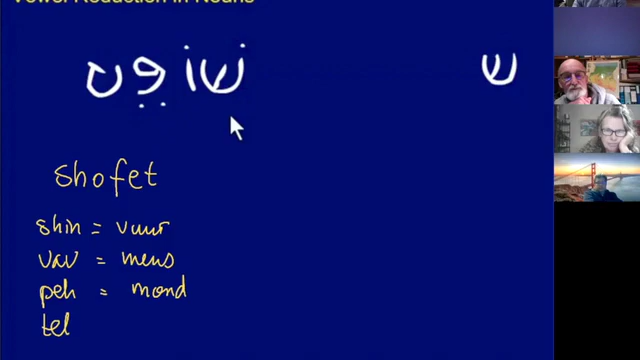 Vowel Reduction in Nouns
שׁוֹפֵט ש
shofet
shin = vuur
vav = mens
peh = mond
tet